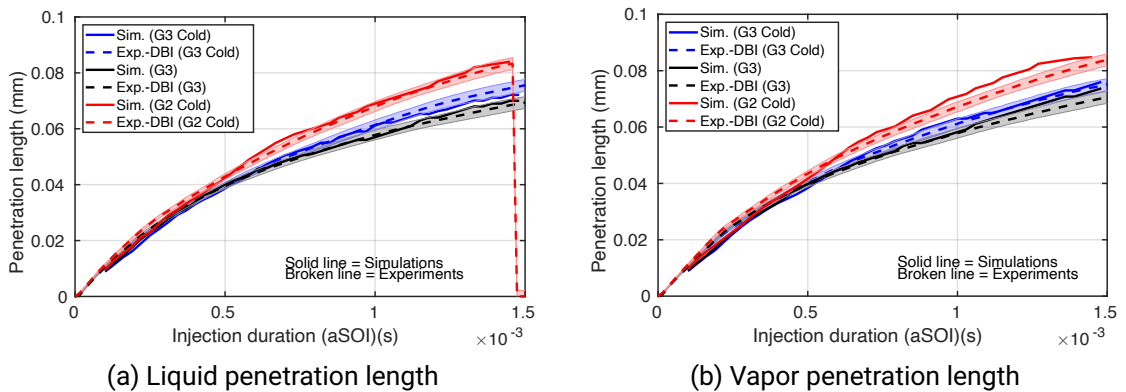 0.1
0.08
0.06
0.04
0.02
0
Penetration length (mm)
Sim. (G3 Cold)
Exp.-DBI (G3 Cold)
Sim. (G3)
Exp.-DBI (G3)
Sim. (G2 Cold)
Exp.-DBI (G2 Cold)
Solid line = Simulations
Broken line = Experiments
0 0.5 1 1.5
Injection duration (aSOI)(s)
×10⁻³
(a) Liquid penetration length
0.1
0.08
0.06
0.04
0.02
0
Penetration length (mm)
Sim. (G3 Cold)
Exp.-DBI (G3 Cold)
Sim. (G3)
Exp.-DBI (G3)
Sim. (G2 Cold)
Exp.-DBI (G2 Cold)
Solid line = Simulations
Broken line = Experiments
0 0.5 1 1.5
Injection duration (aSOI)(s)
×10⁻³
(b) Vapor penetration length